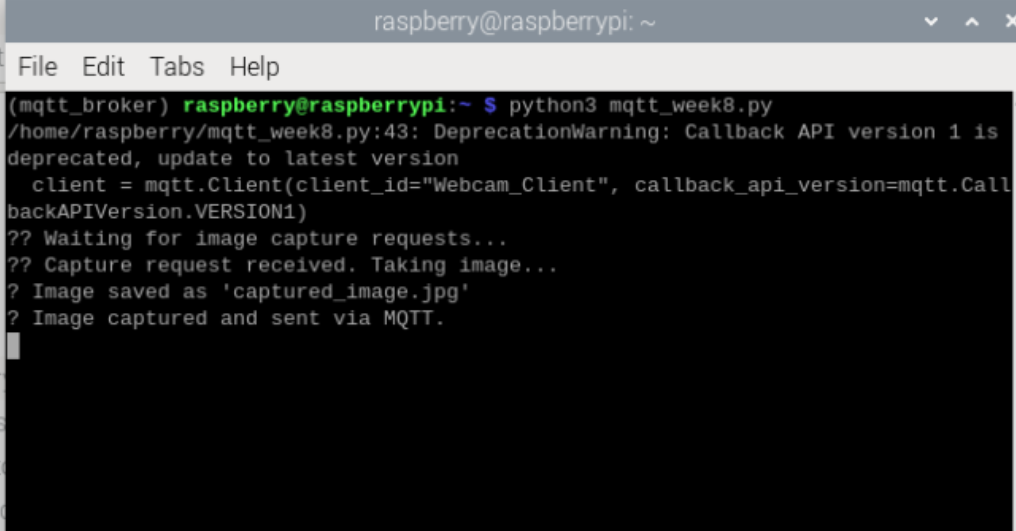 raspberry@raspberrypi: ~
File Edit Tabs Help
(mqtt_broker) raspberry@raspberrypi:~ $ python3 mqtt_week8.py
/home/raspberry/mqtt_week8.py:43: DeprecationWarning: Callback API version 1 is
deprecated, update to latest version
  client = mqtt.Client(client_id="Webcam_Client", callback_api_version=mqtt.Call
backAPIVersion.VERSION1)
?? Waiting for image capture requests...
?? Capture request received. Taking image...
? Image saved as 'captured_image.jpg'
? Image captured and sent via MQTT.